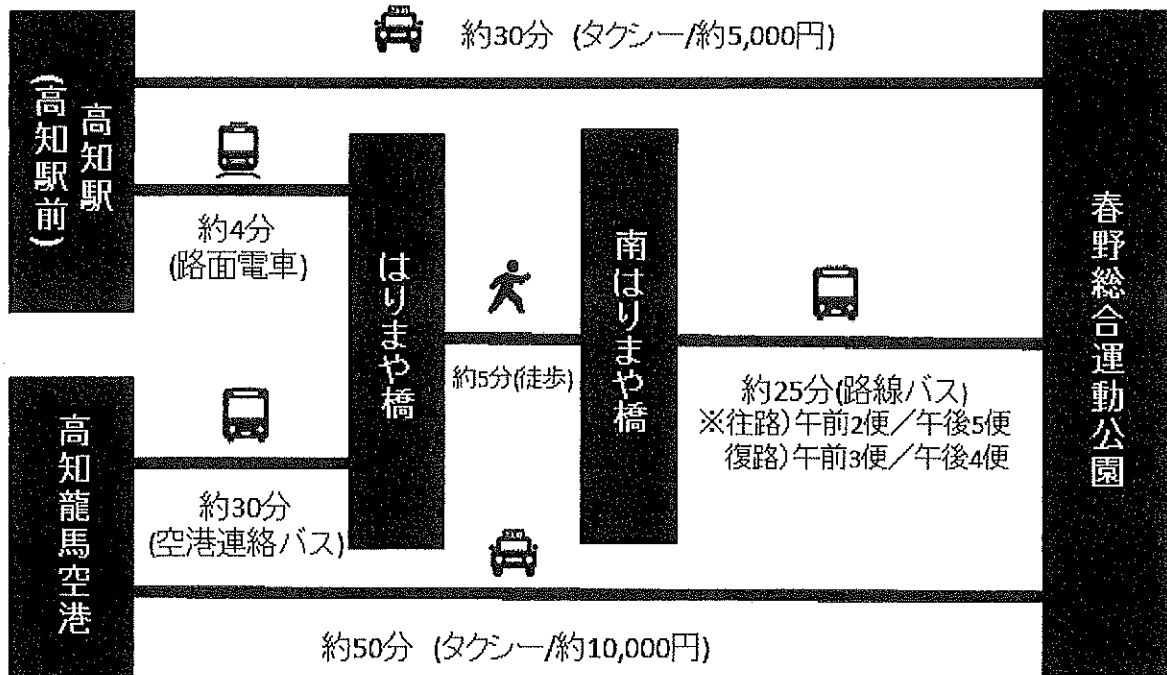 約30分 (タクシー/約5,000円)
高知駅
(高知駅前)
約4分
(路面電車)
はりまや橋
約5分(徒歩)
南はりまや橋
約25分(路線バス)
※往路)午前2便/午後5便
復路)午前3便/午後4便
春野総合運動公園
高知龍馬空港
約30分
(空港連絡バス)
約50分 (タクシー/約10,000円)